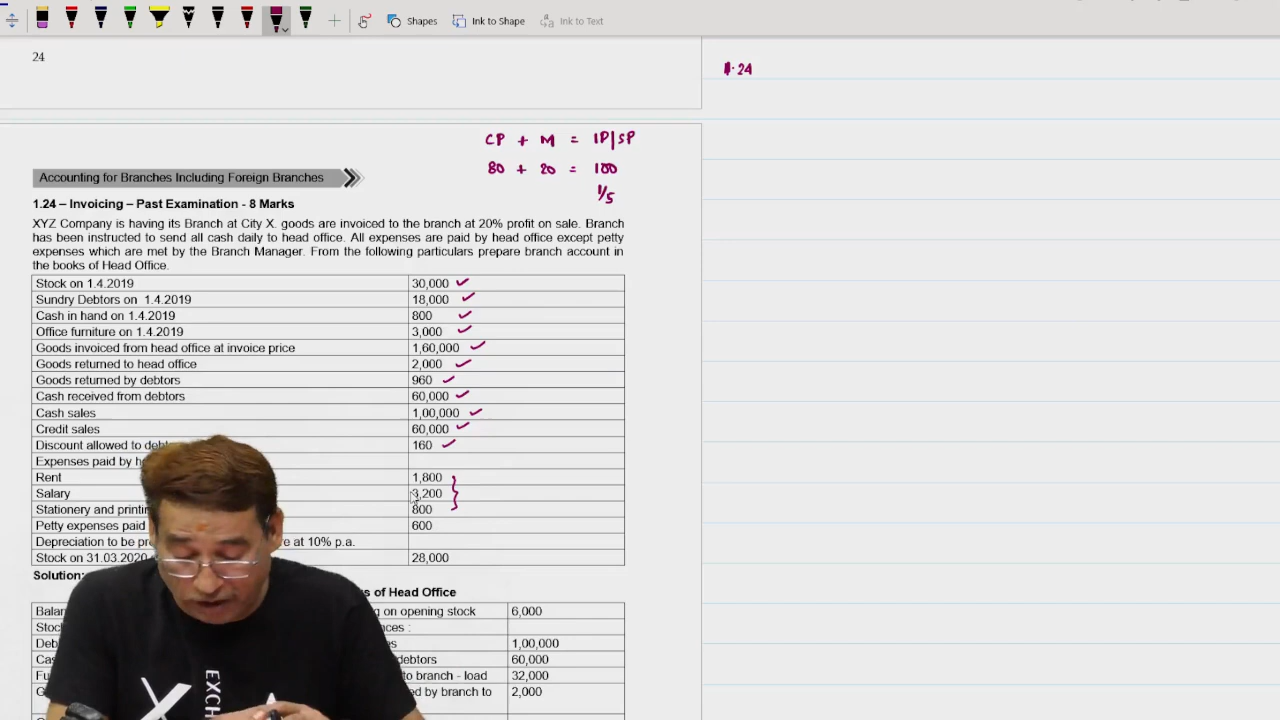 Shapes
Ink to Shape
Ink to Text
24
1.24
CP + M = IP/SP
80 + 20 = 100
1/5
Accounting for Branches Including Foreign Branches
1.24 – Invoicing – Past Examination - 8 Marks
XYZ Company is having its Branch at City X. goods are invoiced to the branch at 20% profit on sale. Branch
has been instructed to send all cash daily to head office. All expenses are paid by head office except petty
expenses which are met by the Branch Manager. From the following particulars prepare branch account in
the books of Head Office.
Stock on 1.4.2019 30,000
Sundry Debtors on 1.4.2019 18,000
Cash in hand on 1.4.2019 800
Office furniture on 1.4.2019 3,000
Goods invoiced from head office at invoice price 1,60,000
Goods returned to head office 2,000
Goods returned by debtors 960
Cash received from debtors 60,000
Cash sales 1,00,000
Credit sales 60,000
Discount allowed to 160
Expenses paid by
Rent 1,800
Salary 3,200
Stationery and 800
Petty expenses paid 600
Depreciation to be at 10% p.a.
Stock on 31.03.2020 28,000
Solution:
of Head Office
on opening stock 6,000
1,00,000
60,000
to branch - load 32,000
by branch to 2,000
EXCH